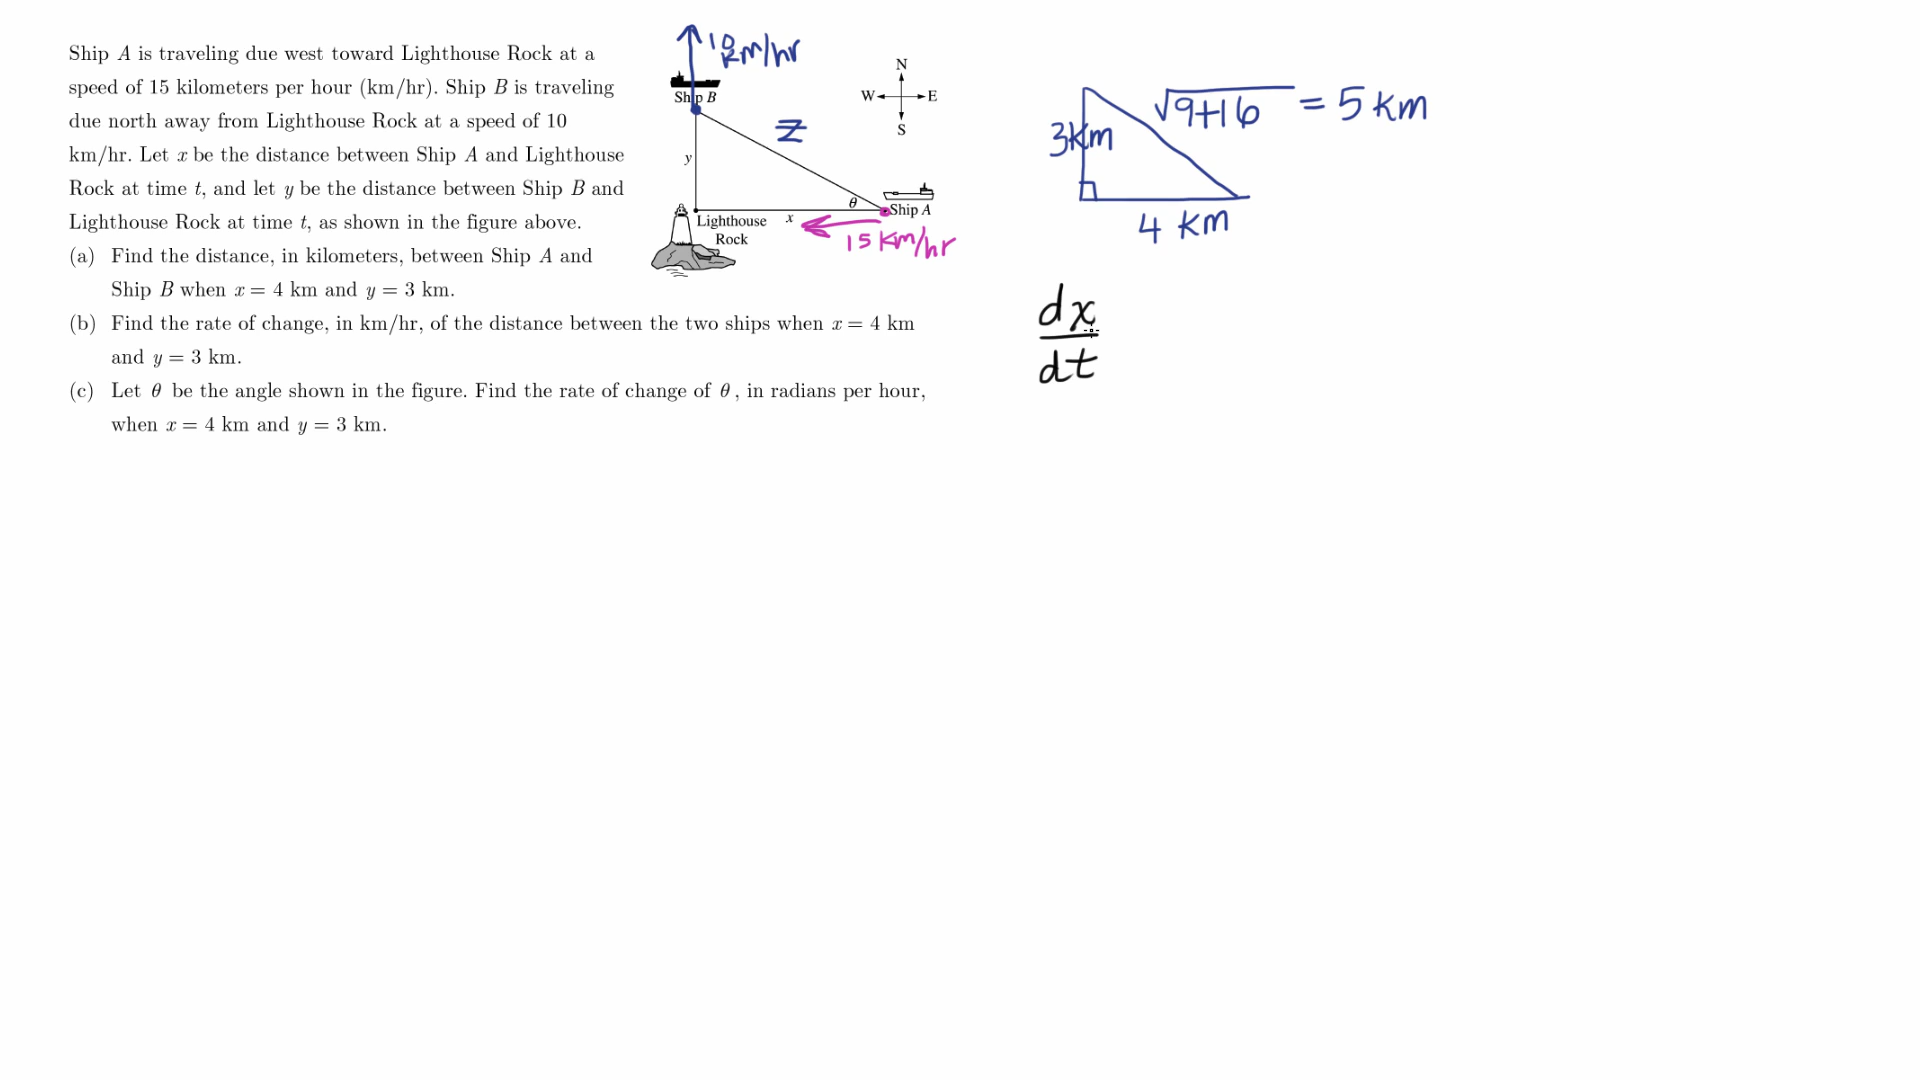 Ship A is traveling due west toward Lighthouse Rock at a
speed of 15 kilometers per hour (km/hr). Ship B is traveling
due north away from Lighthouse Rock at a speed of 10
km/hr. Let x be the distance between Ship A and Lighthouse
Rock at time t, and let y be the distance between Ship B and
Lighthouse Rock at time t, as shown in the figure above.
(a) Find the distance, in kilometers, between Ship A and
Ship B when x = 4 km and y = 3 km.
(b) Find the rate of change, in km/hr, of the distance between the two ships when x = 4 km
and y = 3 km.
(c) Let θ be the angle shown in the figure. Find the rate of change of θ, in radians per hour,
when x = 4 km and y = 3 km.
10
km/hr
Ship B
z
y
θ
Ship A
Lighthouse
Rock
x
15 km/hr
N
W E
S
3km
√9+16 = 5 km
4 km
dx
dt